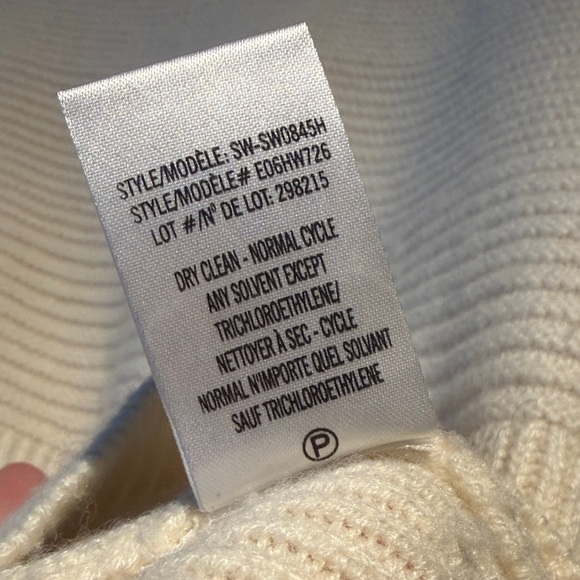 STYLE/MODÈLE: SW-SW0845H
STYLE/MODÈLE# E06HW726
LOT #/N° DE LOT: 298215
DRY CLEAN - NORMAL CYCLE
ANY SOLVENT EXCEPT
TRICHLOROETHYLENE/
NETTOYER À SEC - CYCLE
NORMAL N'IMPORTE QUEL SOLVANT
SAUF TRICHLOROETHYLENE
P